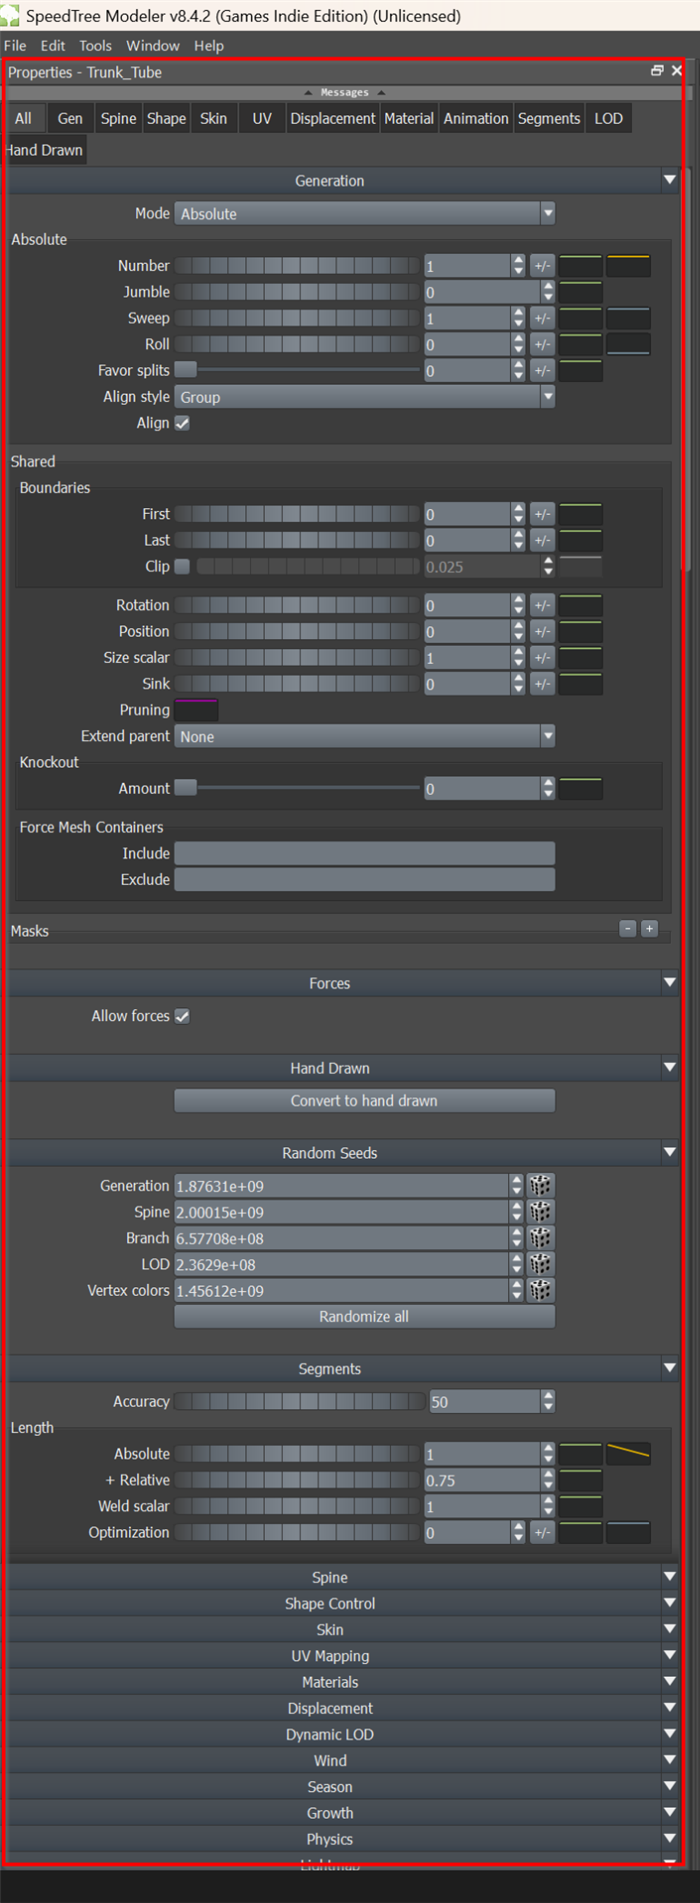 SpeedTree Modeler v8.4.2 (Games Indie Edition) (Unlicensed)
File Edit Tools Window Help
Properties - Trunk_Tube
Messages
All Gen Spine Shape Skin UV Displacement Material Animation Segments LOD
Hand Drawn
Generation
Mode Absolute
Absolute
Number 1 +/-
Jumble 0
Sweep 1 +/-
Roll 0 +/-
Favor splits 0 +/-
Align style Group
Align
Shared
Boundaries
First 0 +/-
Last 0 +/-
Clip 0.025
Rotation 0 +/-
Position 0 +/-
Size scalar 1 +/-
Sink 0 +/-
Pruning
Extend parent None
Knockout
Amount 0
Force Mesh Containers
Include
Exclude
Masks - +
Forces
Allow forces
Hand Drawn
Convert to hand drawn
Random Seeds
Generation 1.87631e+09
Spine 2.00015e+09
Branch 6.57708e+08
LOD 2.3629e+08
Vertex colors 1.45612e+09
Randomize all
Segments
Accuracy 50
Length
Absolute 1
+ Relative 0.75
Weld scalar 1
Optimization 0 +/-
Spine
Shape Control
Skin
UV Mapping
Materials
Displacement
Dynamic LOD
Wind
Season
Growth
Physics
Lightmap